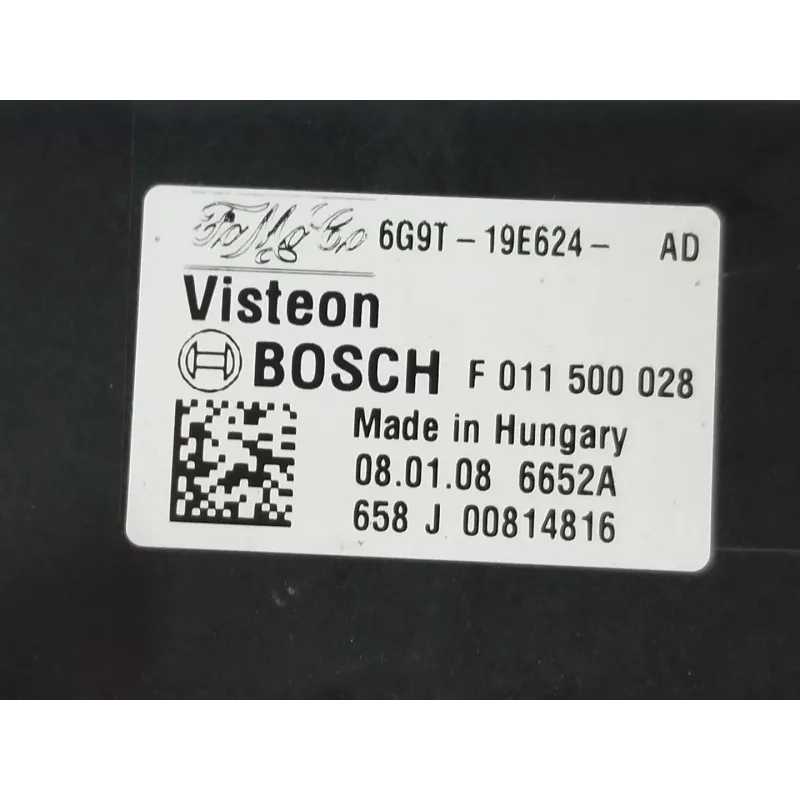 FoMoCo 6G9T - 19E624 - AD
Visteon
BOSCH F 011 500 028
Made in Hungary
08.01.08 6652A
658 J 00814816